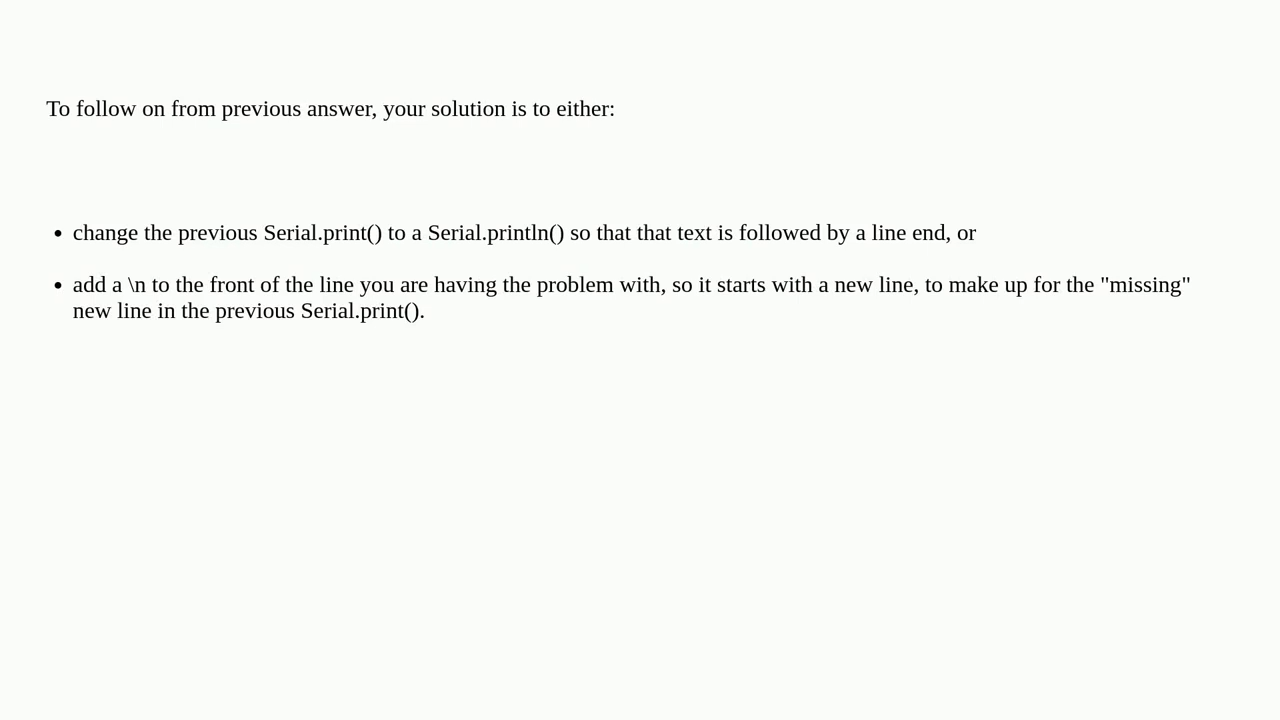 To follow on from previous answer, your solution is to either:
• change the previous Serial.print() to a Serial.println() so that that text is followed by a line end, or
• add a \n to the front of the line you are having the problem with, so it starts with a new line, to make up for the "missing"
new line in the previous Serial.print().